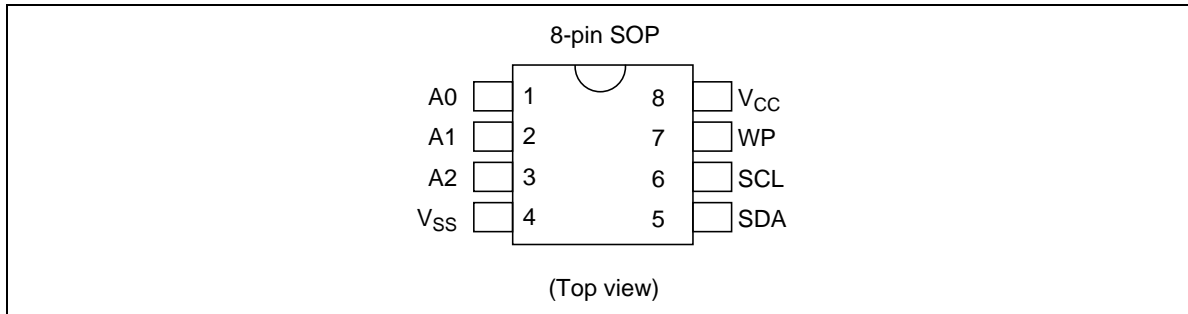 8-pin SOP
A0 1 8 VCC
A1 2 7 WP
A2 3 6 SCL
VSS 4 5 SDA
(Top view)